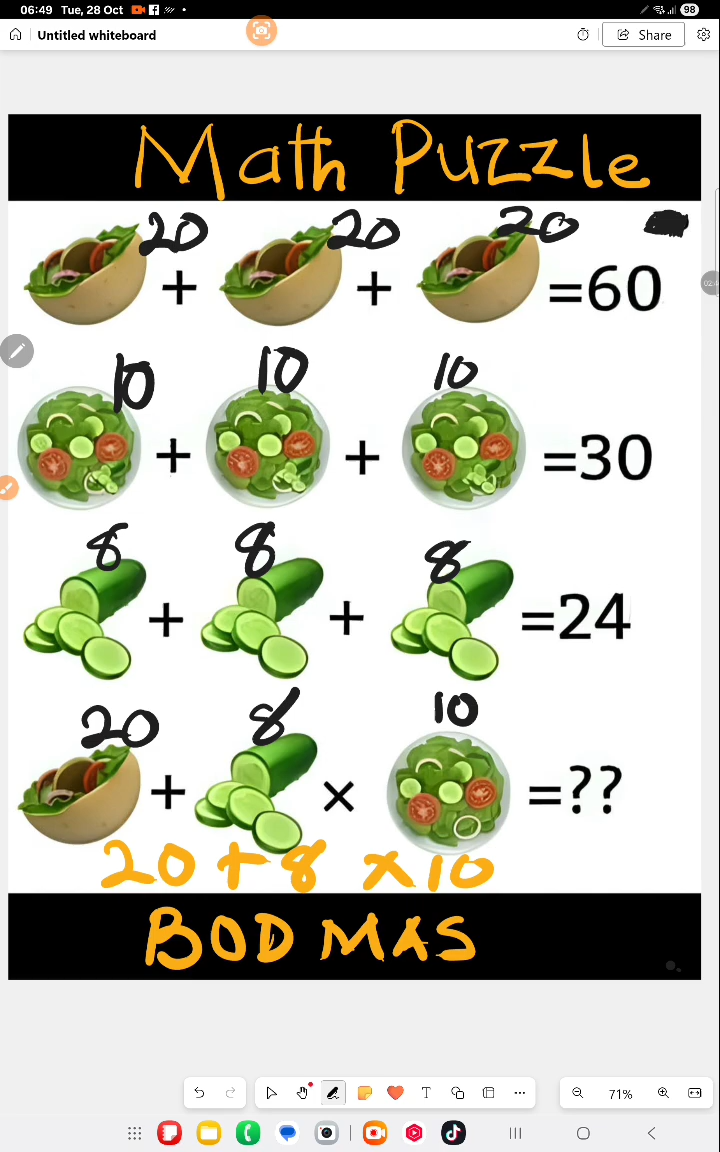 06:49 Tue, 28 Oct 98
Untitled whiteboard Share
Math Puzzle
20 + 20 + 20 =60
10 + 10 + 10 =30
8 + 8 + 8 =24
20 + 8 × 10 =??
20 + 8 × 10
BODMAS
T 71%